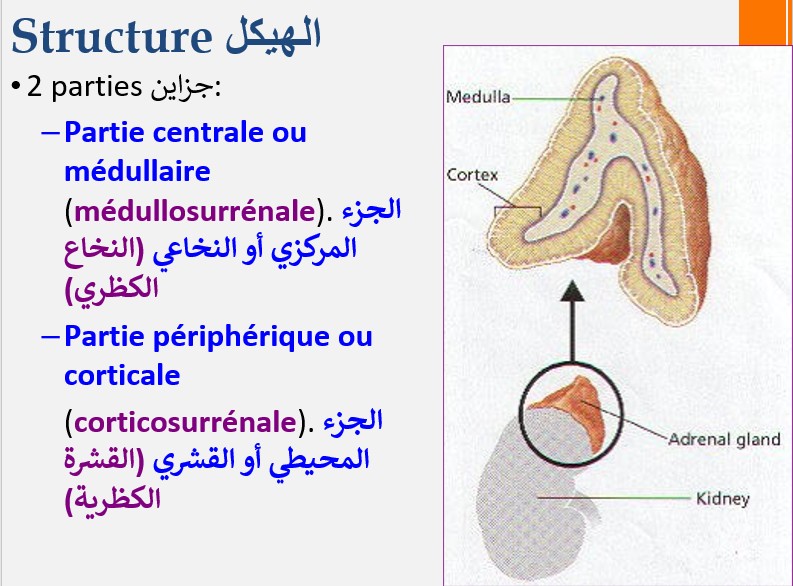 Structure الهيكل
• 2 parties جزاين:
– Partie centrale ou
médullaire
(médullosurrénale). الجزء
المركزي أو النخاعي (النخاع
الكظري)
– Partie périphérique ou
corticale
(corticosurrénale). الجزء
المحيطي أو القشري (القشرة
الكظرية)
Medulla
Cortex
Adrenal gland
Kidney